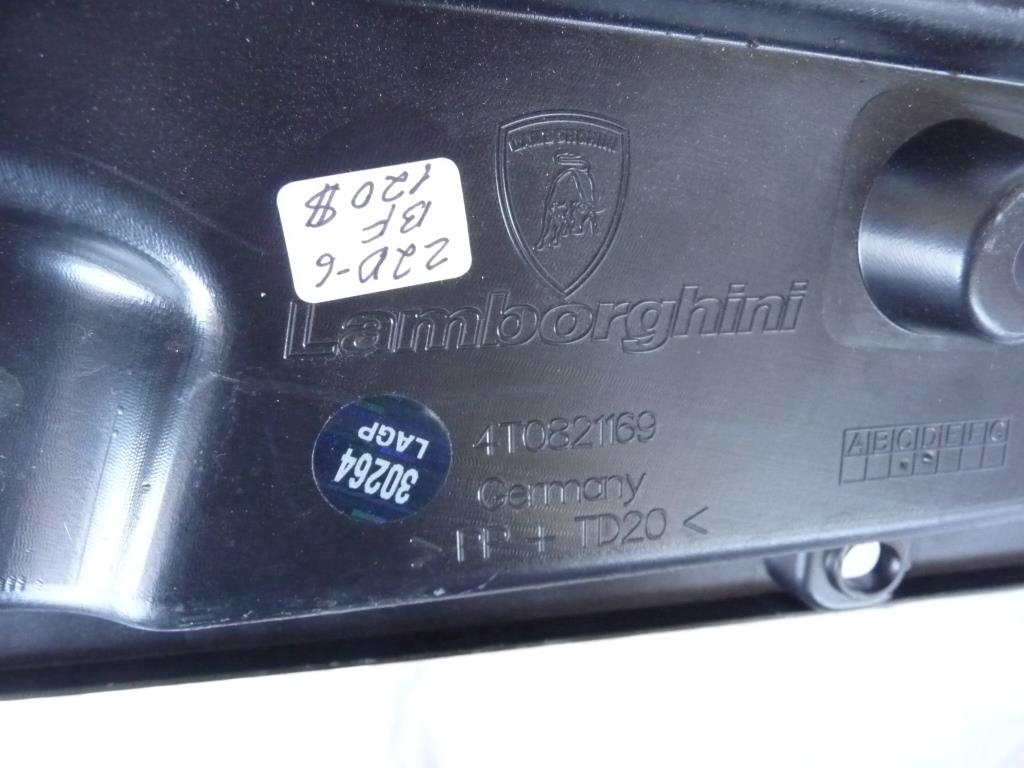 LAMBORGHINI
22D-6
BF
120$
Lamborghini
30264
LAGP
4T0821169
Germany
> PP + TD20 <
A B C D E F G